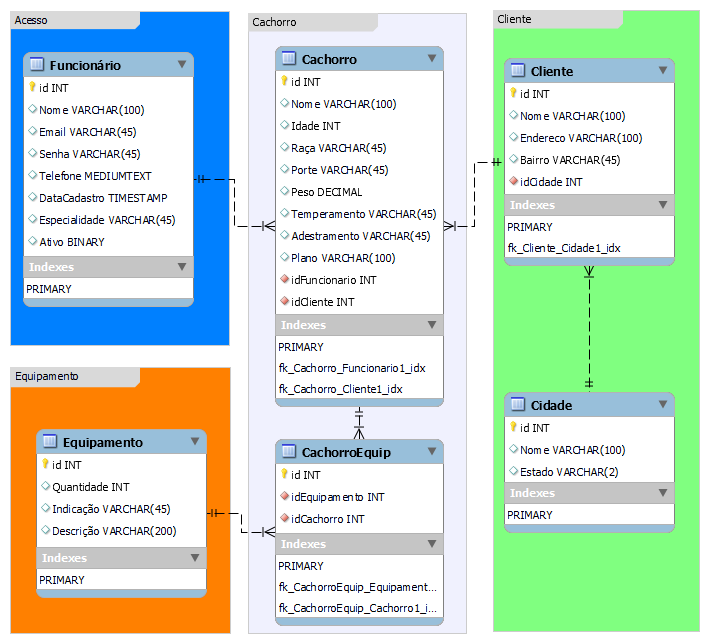 Acesso
Funcionário
id INT
Nome VARCHAR(100)
Email VARCHAR(45)
Senha VARCHAR(45)
Telefone MEDIUMTEXT
DataCadastro TIMESTAMP
Especialidade VARCHAR(45)
Ativo BINARY
Indexes
PRIMARY
Equipamento
Equipamento
id INT
Quantidade INT
Indicação VARCHAR(45)
Descrição VARCHAR(200)
Indexes
PRIMARY
Cachorro
Cachorro
id INT
Nome VARCHAR(100)
Idade INT
Raça VARCHAR(45)
Porte VARCHAR(45)
Peso DECIMAL
Temperamento VARCHAR(45)
Adestramento VARCHAR(45)
Plano VARCHAR(100)
idFuncionario INT
idCliente INT
Indexes
PRIMARY
fk_Cachorro_Funcionario1_idx
fk_Cachorro_Cliente1_idx
CachorroEquip
id INT
idEquipamento INT
idCachorro INT
Indexes
PRIMARY
fk_CachorroEquip_Equipament...
fk_CachorroEquip_Cachorro1_i...
Cliente
Cliente
id INT
Nome VARCHAR(100)
Endereco VARCHAR(100)
Bairro VARCHAR(45)
idCidade INT
Indexes
PRIMARY
fk_Cliente_Cidade1_idx
Cidade
id INT
Nome VARCHAR(100)
Estado VARCHAR(2)
Indexes
PRIMARY